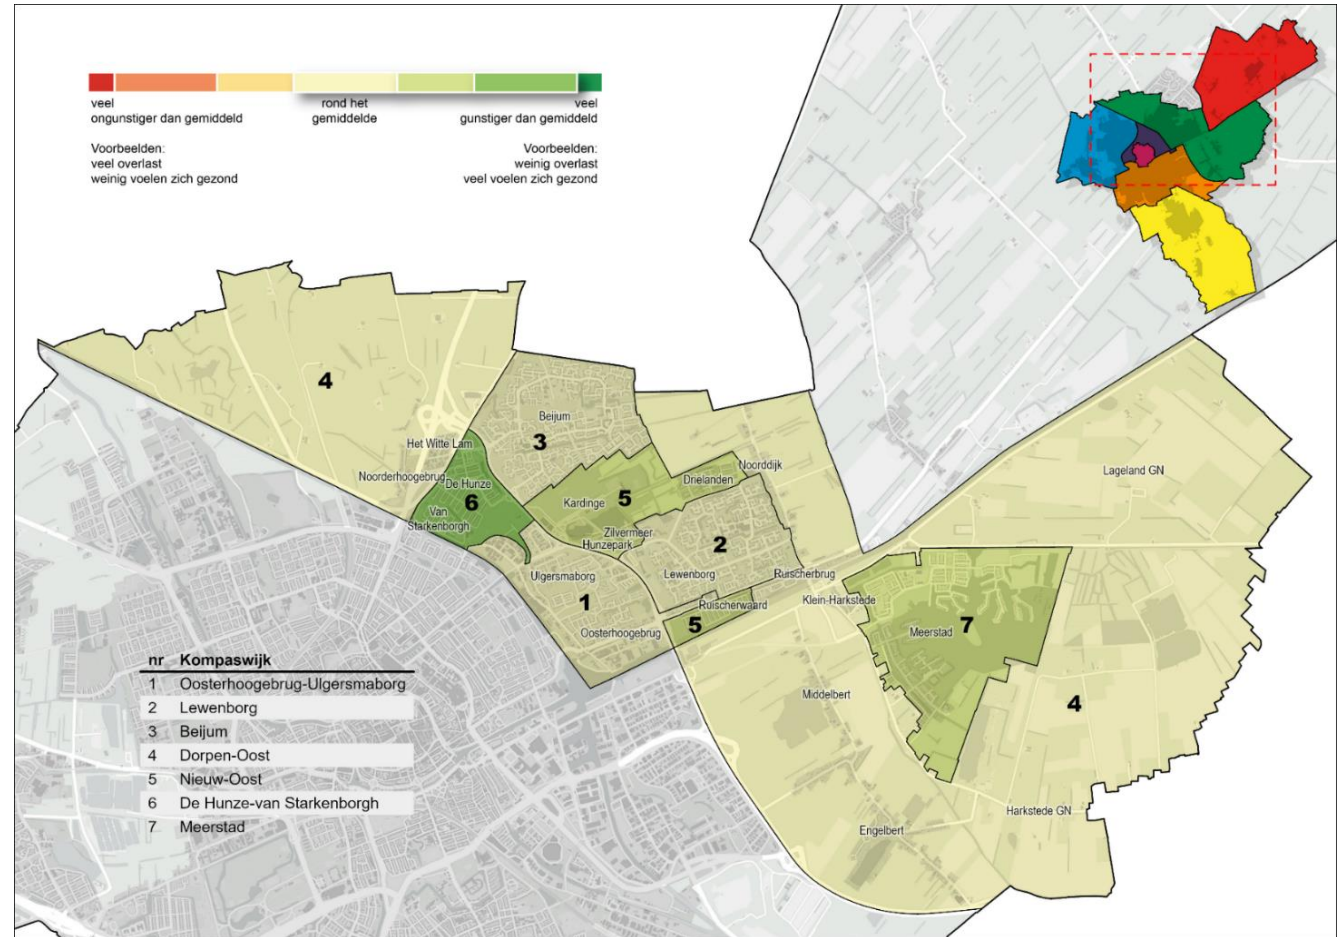 veel
ongunstiger dan gemiddeld
rond het
gemiddelde
veel
gunstiger dan gemiddeld
Voorbeelden:
veel overlast
weinig voelen zich gezond
Voorbeelden:
weinig overlast
veel voelen zich gezond
4
Beijum
3
Het Witte Lam
Noorderhoogebrug
De Hunze
6
Van
Starkenborgh
Kardinge
5
Drielanden
Noorddijk
Zilvermeer
Hunzepark
2
Lewenborg
Ulgersmaborg
1
Oosterhoogebrug
Ruischerbrug
Ruischerwaard
5
Klein-Harkstede
Lageland GN
Meerstad
7
Middelbert
4
Engelbert
Harkstede GN
nr Kompaswijk
1 Oosterhoogebrug-Ulgersmaborg
2 Lewenborg
3 Beijum
4 Dorpen-Oost
5 Nieuw-Oost
6 De Hunze-van Starkenborgh
7 Meerstad